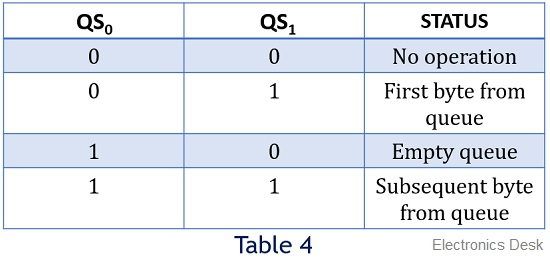 QS₀ QS₁ STATUS
0 0 No operation
0 1 First byte from
queue
1 0 Empty queue
1 1 Subsequent byte
from queue
Table 4
Electronics Desk